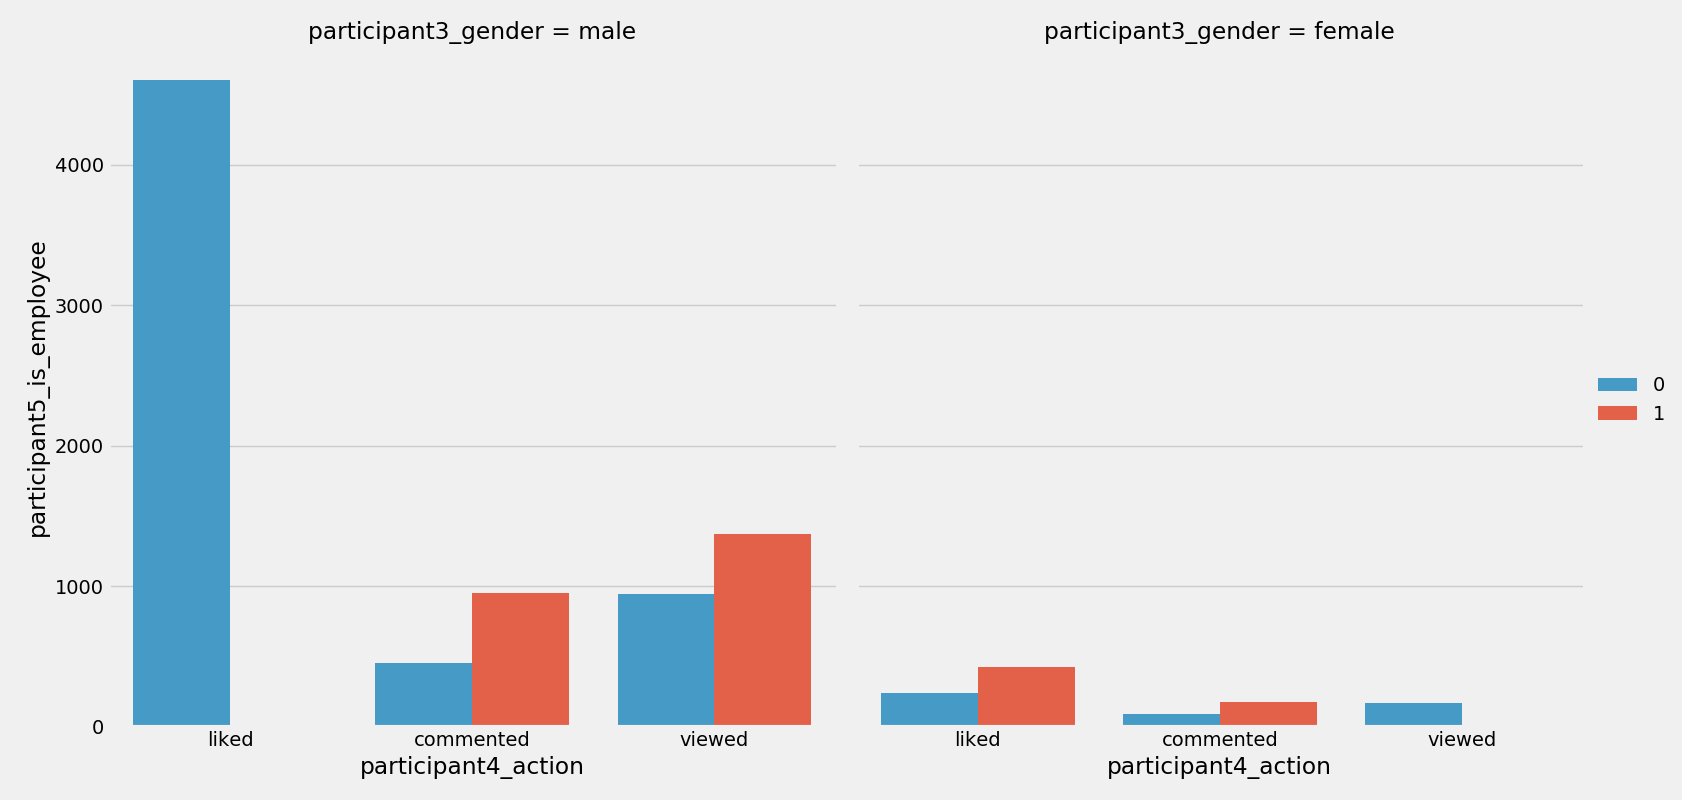 participant3_gender = male
participant3_gender = female
participant5_is_employee
4000
3000
2000
1000
0
liked
commented
viewed
participant4_action
liked
commented
viewed
participant4_action
0
1